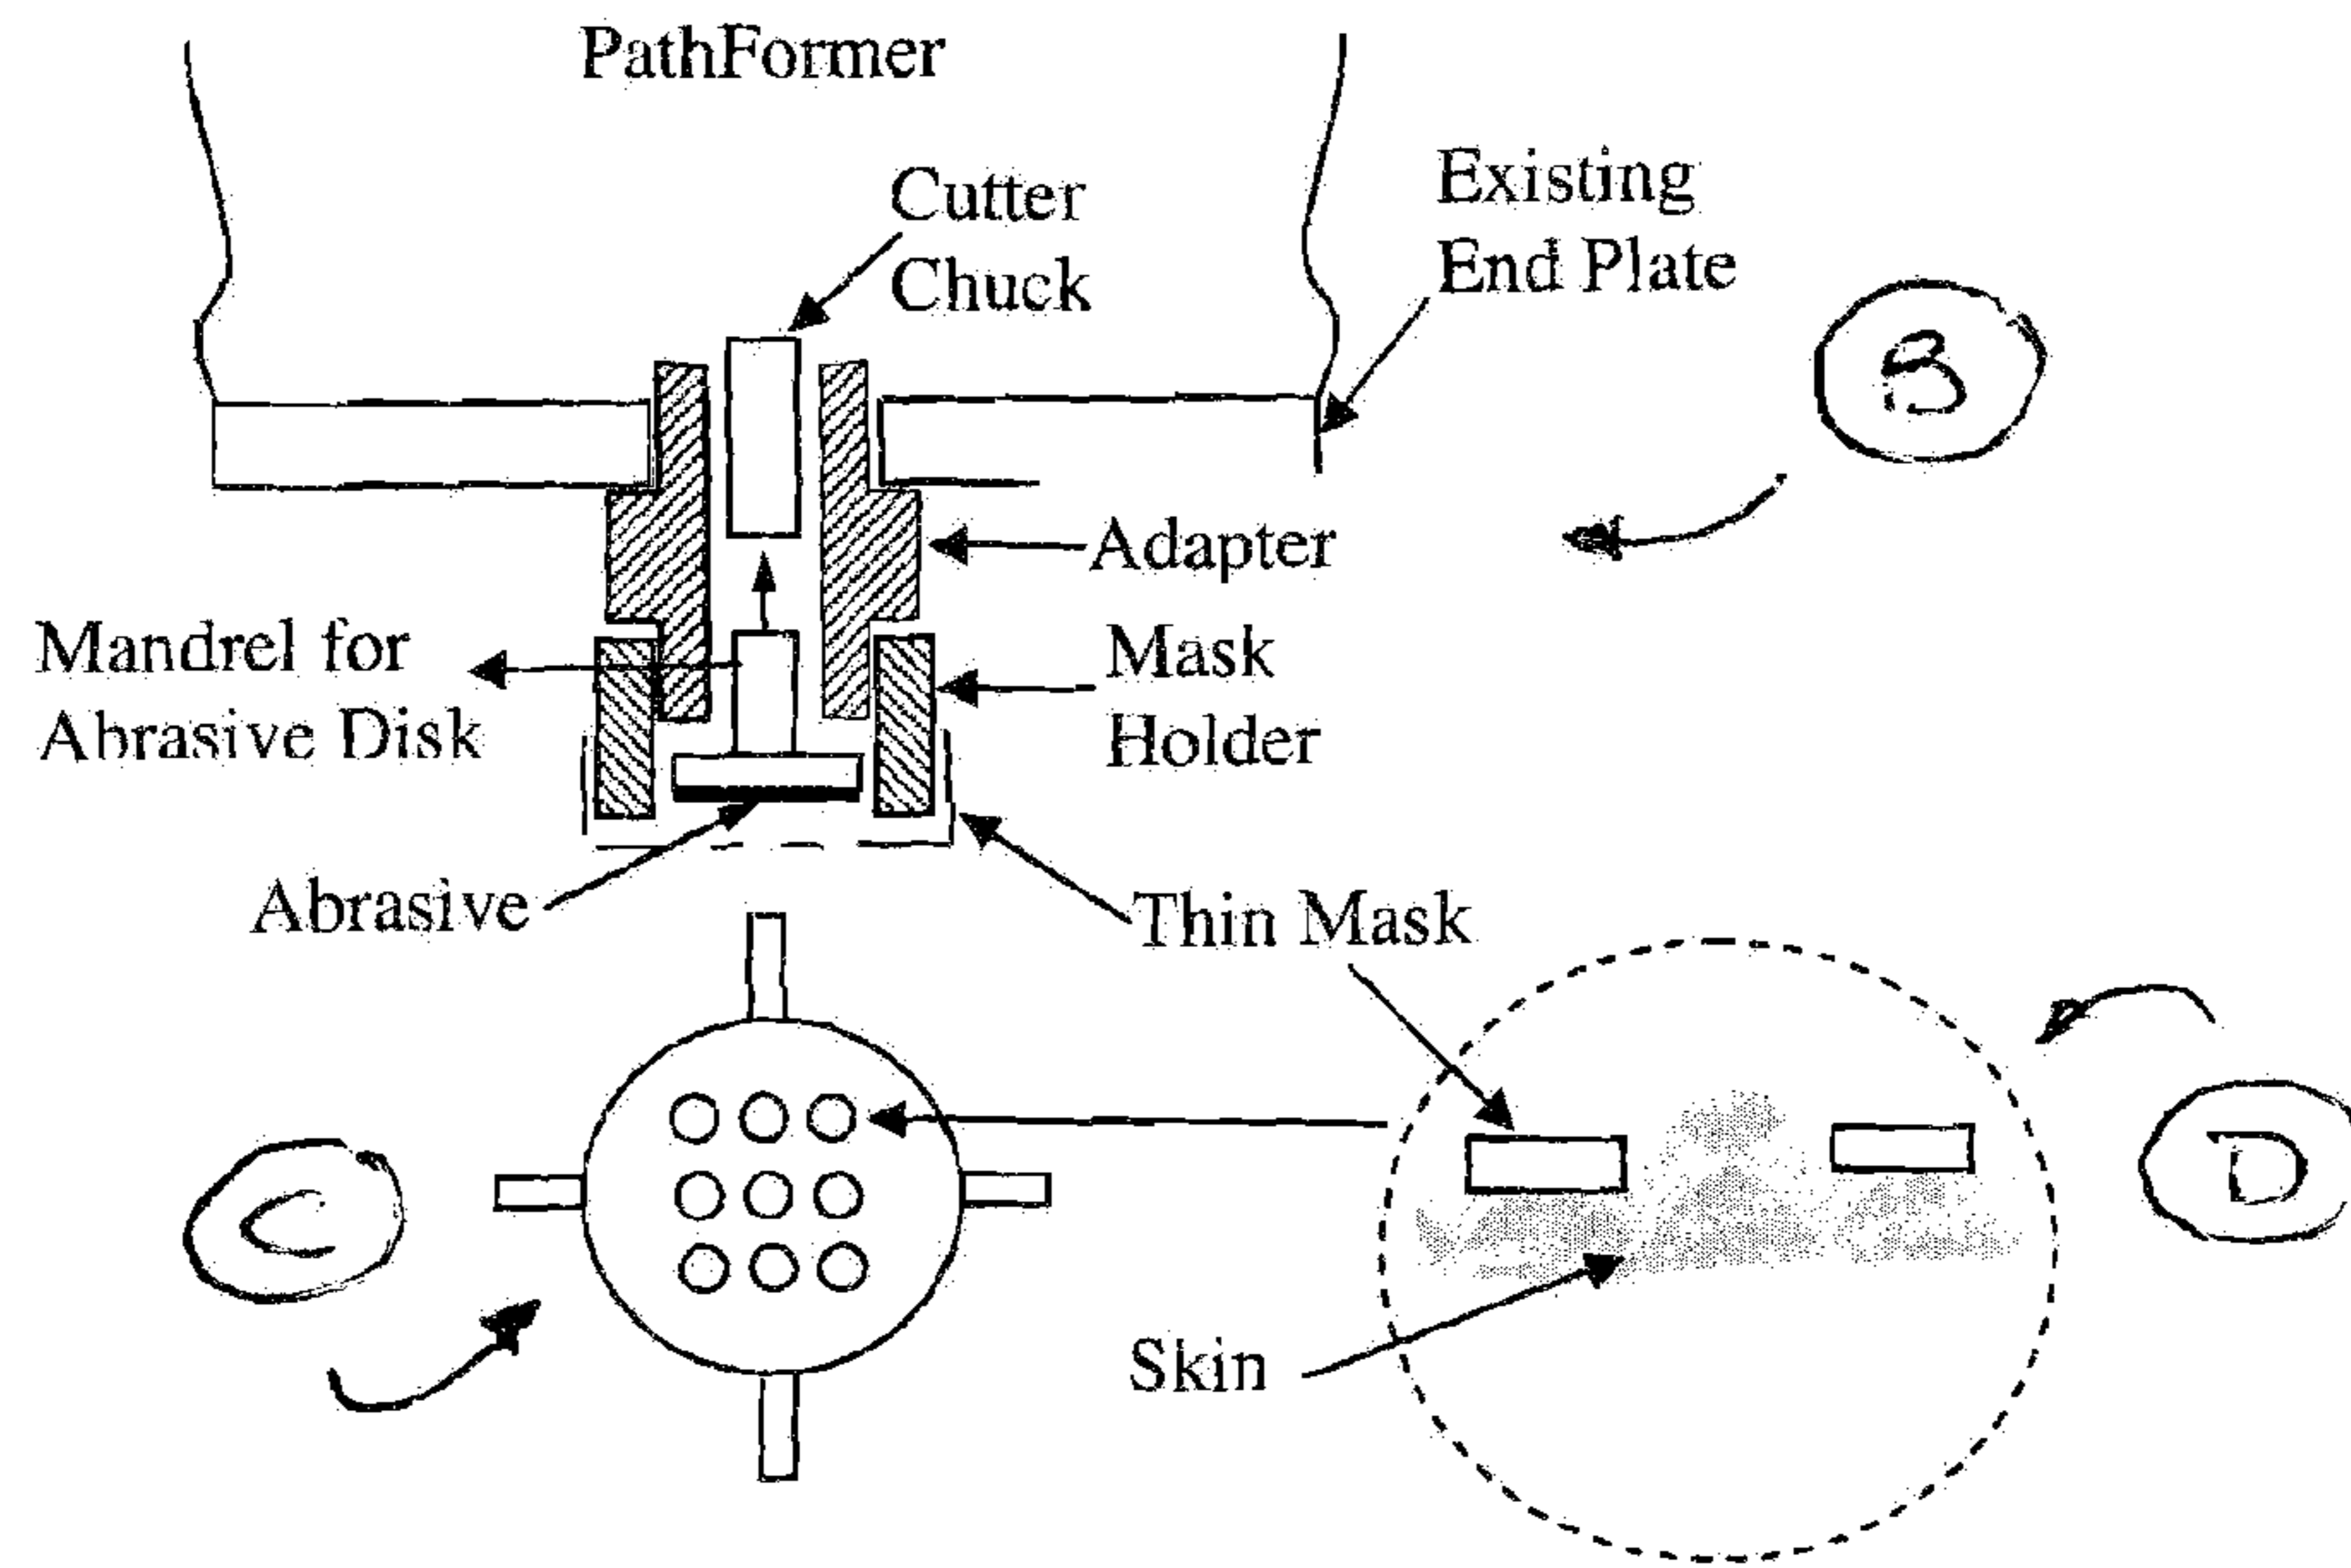 PathFormer
Cutter
Chuck
Existing
End Plate
B
Adapter
Mandrel for
Abrasive Disk
Mask
Holder
Abrasive
Thin Mask
C
D
Skin